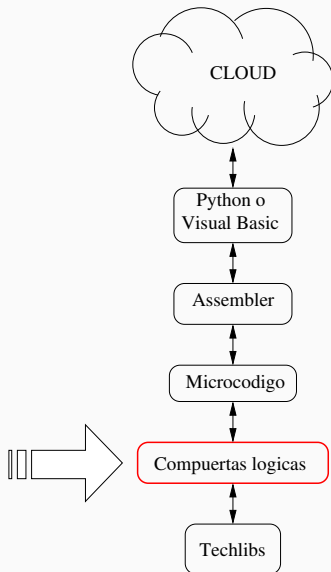 CLOUD
Python o
Visual Basic
Assembler
Microcodigo
Compuertas logicas
Techlibs